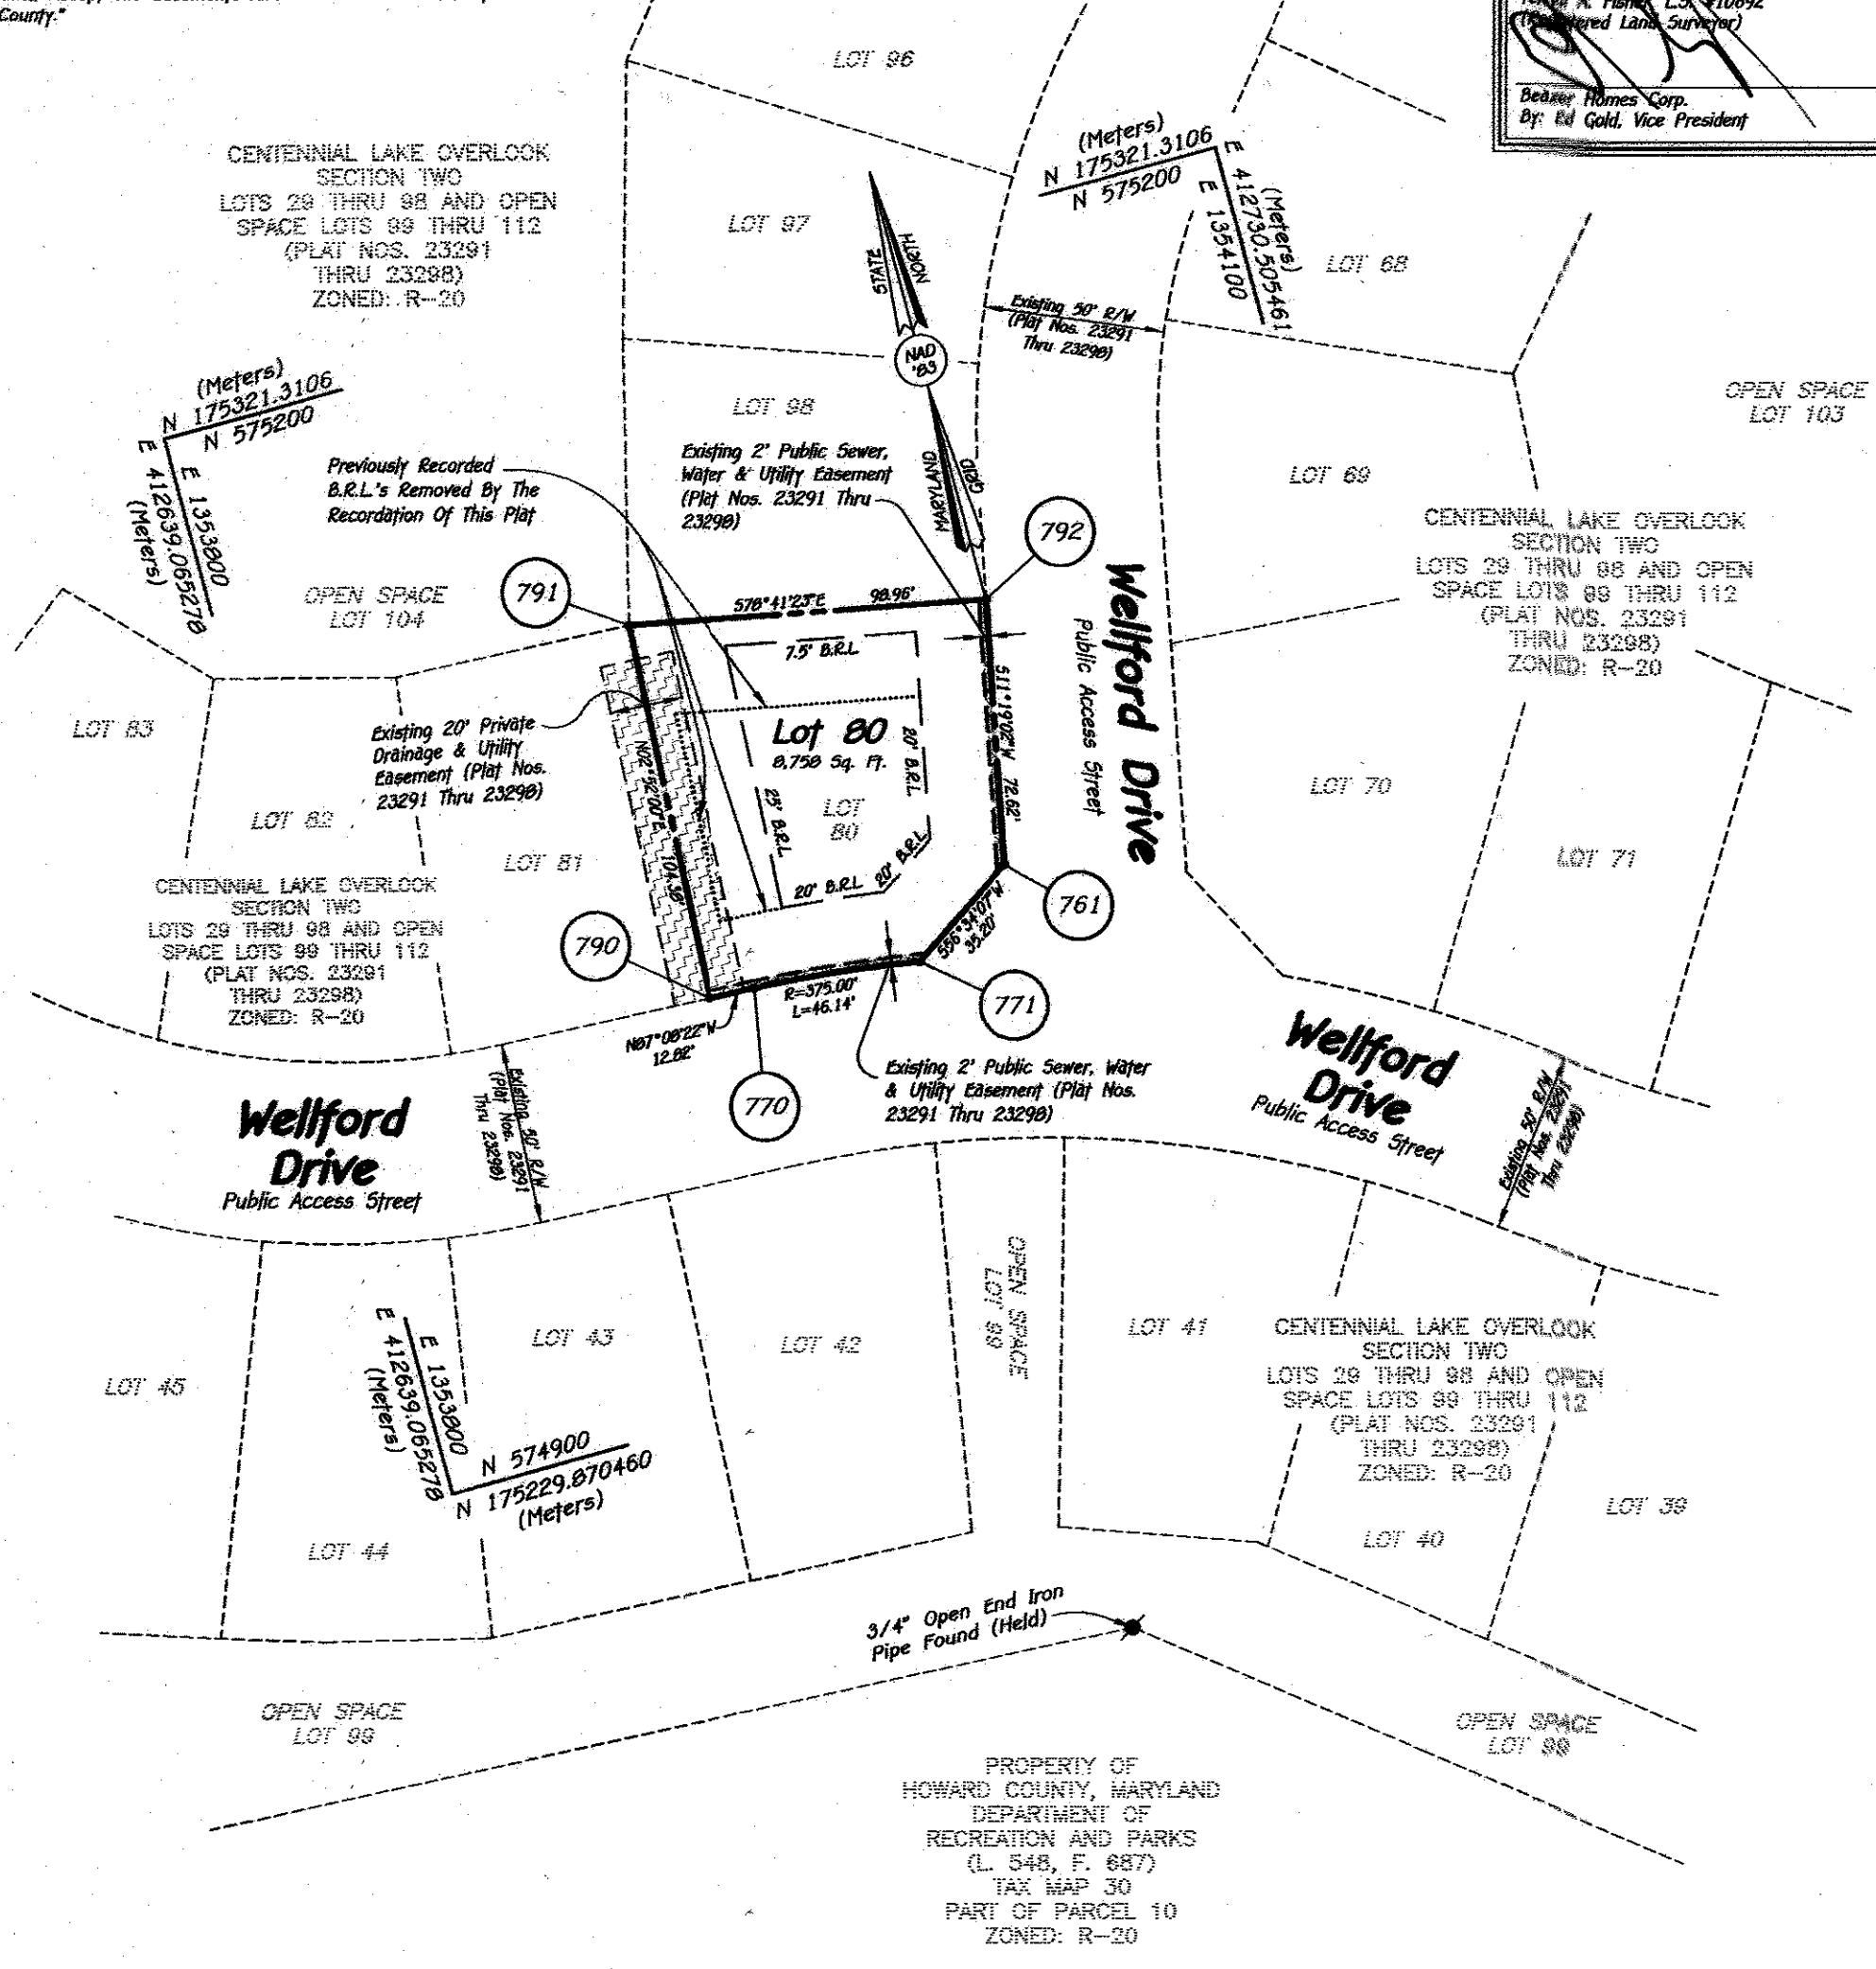 County."
(Registered Land Surveyor)
Beazer Homes Corp.
By: Ed Gold, Vice President
LOT 96
CENTENNIAL LAKE OVERLOOK
SECTION TWO
LOTS 29 THRU 98 AND OPEN
SPACE LOTS 99 THRU 112
(PLAT NOS. 23291
THRU 23298)
ZONED: R-20
LOT 97
STATE
NORTH
NAD
'83
MARYLAND
GRID
(Meters)
N 175321.3106
N 575200
E 1354100
E 412730.505461
(Meters)
LOT 68
Existing 50' R/W
(Plat Nos. 23291
Thru 23298)
OPEN SPACE
LOT 103
(Meters)
N 175321.3106
N 575200
E 1353800
E 412639.065278
(Meters)
LOT 98
Previously Recorded
B.R.L.'s Removed By The
Recordation Of This Plat
Existing 2' Public Sewer,
Water & Utility Easement
(Plat Nos. 23291 Thru
23298)
LOT 69
CENTENNIAL LAKE OVERLOOK
SECTION TWO
LOTS 29 THRU 98 AND OPEN
SPACE LOTS 99 THRU 112
(PLAT NOS. 23291
THRU 23298)
ZONED: R-20
792
791
OPEN SPACE
LOT 104
S78°41'23"E 98.96'
7.5' B.R.L.
Wellford Drive
Public Access Street
S11°19'02"W 72.62'
LOT 83
Existing 20' Private
Drainage & Utility
Easement (Plat Nos.
23291 Thru 23298)
N02°52'00"E 104.38'
Lot 80
8,758 Sq. Ft.
20' B.R.L.
25' B.R.L.
LOT
80
20' B.R.L.
20' B.R.L.
LOT 82
LOT 81
LOT 70
LOT 71
CENTENNIAL LAKE OVERLOOK
SECTION TWO
LOTS 29 THRU 98 AND OPEN
SPACE LOTS 99 THRU 112
(PLAT NOS. 23291
THRU 23298)
ZONED: R-20
790
761
S56°34'07"W
35.20'
771
R=375.00'
L=46.14'
N87°08'22"W
12.82'
770
Existing 2' Public Sewer, Water
& Utility Easement (Plat Nos.
23291 Thru 23298)
Wellford
Drive
Public Access Street
Existing 50' R/W
(Plat Nos. 23291
Thru 23298)
Wellford
Drive
Public Access Street
Existing 50' R/W
(Plat Nos. 23291
Thru 23298)
OPEN SPACE
LOT 99
LOT 45
LOT 43
LOT 42
LOT 41
CENTENNIAL LAKE OVERLOOK
SECTION TWO
LOTS 29 THRU 98 AND OPEN
SPACE LOTS 99 THRU 112
(PLAT NOS. 23291
THRU 23298)
ZONED: R-20
E 1353800
E 412639.065278
(Meters)
N 574900
N 175229.870460
(Meters)
LOT 44
LOT 40
LOT 39
3/4" Open End Iron
Pipe Found (Held)
OPEN SPACE
LOT 99
OPEN SPACE
LOT 99
PROPERTY OF
HOWARD COUNTY, MARYLAND
DEPARTMENT OF
RECREATION AND PARKS
(L. 548, F. 687)
TAX MAP 30
PART OF PARCEL 10
ZONED: R-20